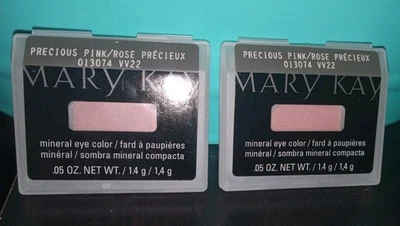 PRECIOUS PINK/ROSE PRÉCIEUX
013074 VV22
MARY KAY
mineral eye color / fard à paupières
minéral / sombra mineral compacta
.05 OZ. NET WT. / 1.4 g / 1,4 g
PRECIOUS PINK/ROSE PRÉCIEUX
013074 VV22
MARY KAY
mineral eye color / fard à paupières
minéral / sombra mineral compacta
.05 OZ. NET WT. / 1.4 g / 1,4 g